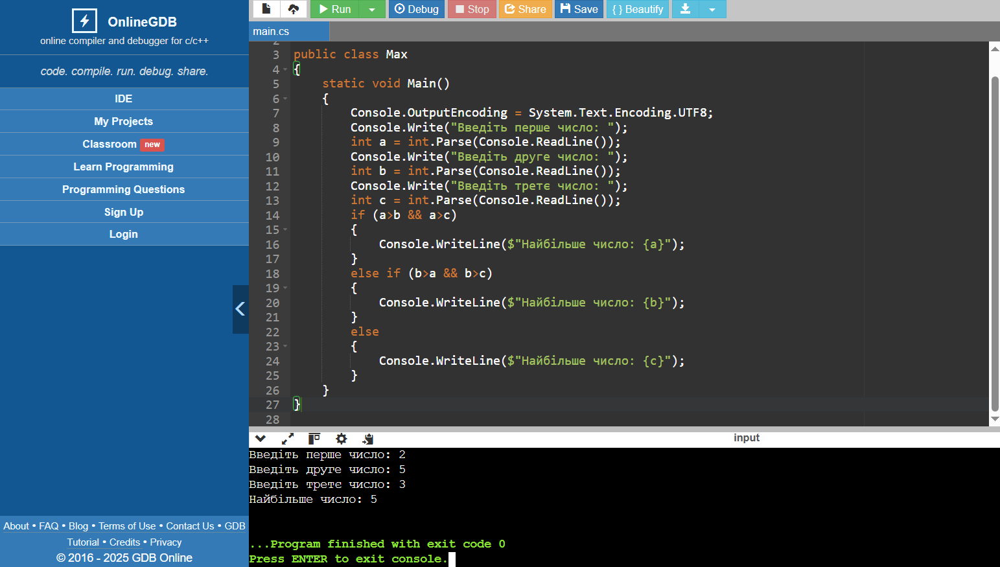 OnlineGDB
online compiler and debugger for c/c++
code. compile. run. debug. share.
IDE
My Projects
Classroom new
Learn Programming
Programming Questions
Sign Up
Login
About • FAQ • Blog • Terms of Use • Contact Us • GDB
Tutorial • Credits • Privacy
© 2016 - 2025 GDB Online
Run Debug Stop Share Save { } Beautify
main.cs
2
3 public class Max
4 {
5 static void Main()
6 {
7 Console.OutputEncoding = System.Text.Encoding.UTF8;
8 Console.Write("Введіть перше число: ");
9 int a = int.Parse(Console.ReadLine());
10 Console.Write("Введіть друге число: ");
11 int b = int.Parse(Console.ReadLine());
12 Console.Write("Введіть третє число: ");
13 int c = int.Parse(Console.ReadLine());
14 if (a>b && a>c)
15 {
16 Console.WriteLine($"Найбільше число: {a}");
17 }
18 else if (b>a && b>c)
19 {
20 Console.WriteLine($"Найбільше число: {b}");
21 }
22 else
23 {
24 Console.WriteLine($"Найбільше число: {c}");
25 }
26 }
27 }
28
input
Введіть перше число: 2
Введіть друге число: 5
Введіть третє число: 3
Найбільше число: 5
...Program finished with exit code 0
Press ENTER to exit console.